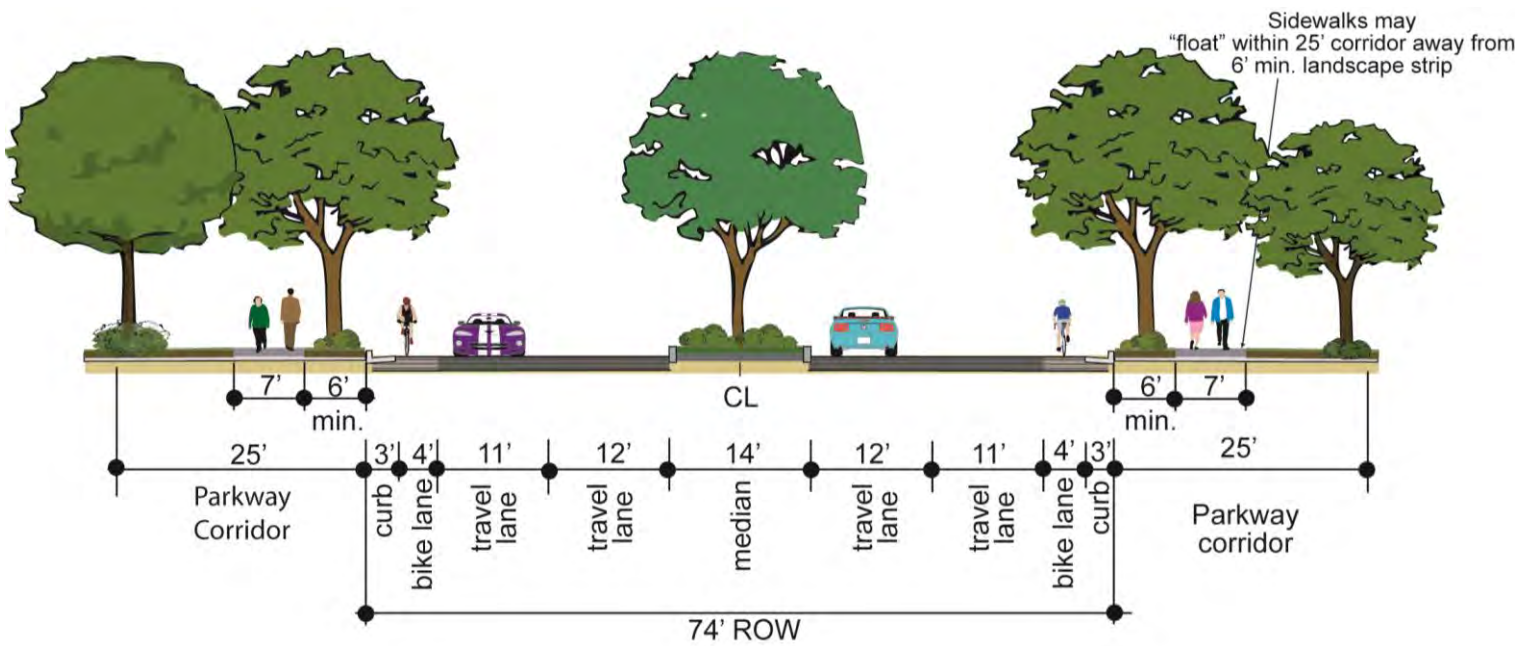 Sidewalks may
“float” within 25’ corridor away from
6’ min. landscape strip
7’
6’
min.
CL
6’
min.
7’
25’
3’
4’
11’
12’
14’
12’
11’
4’
3’
25’
Parkway
Corridor
curb
bike lane
travel
lane
travel
lane
median
travel
lane
travel
lane
bike lane
curb
Parkway
corridor
74’ ROW